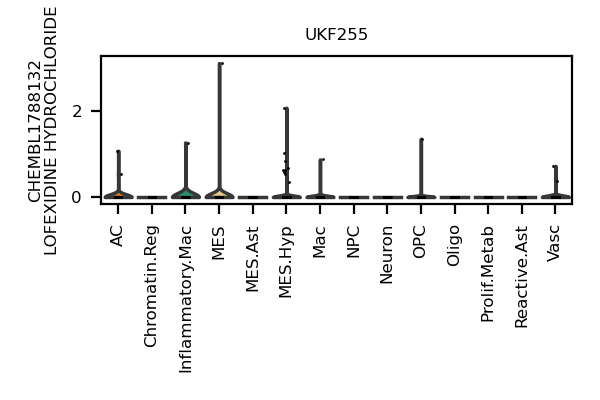 UKF255
CHEMBL1788132
LOFEXIDINE HYDROCHLORIDE
2
0
AC
Chromatin.Reg
Inflammatory.Mac
MES
MES.Ast
MES.Hyp
Mac
NPC
Neuron
OPC
Oligo
Prolif.Metab
Reactive.Ast
Vasc